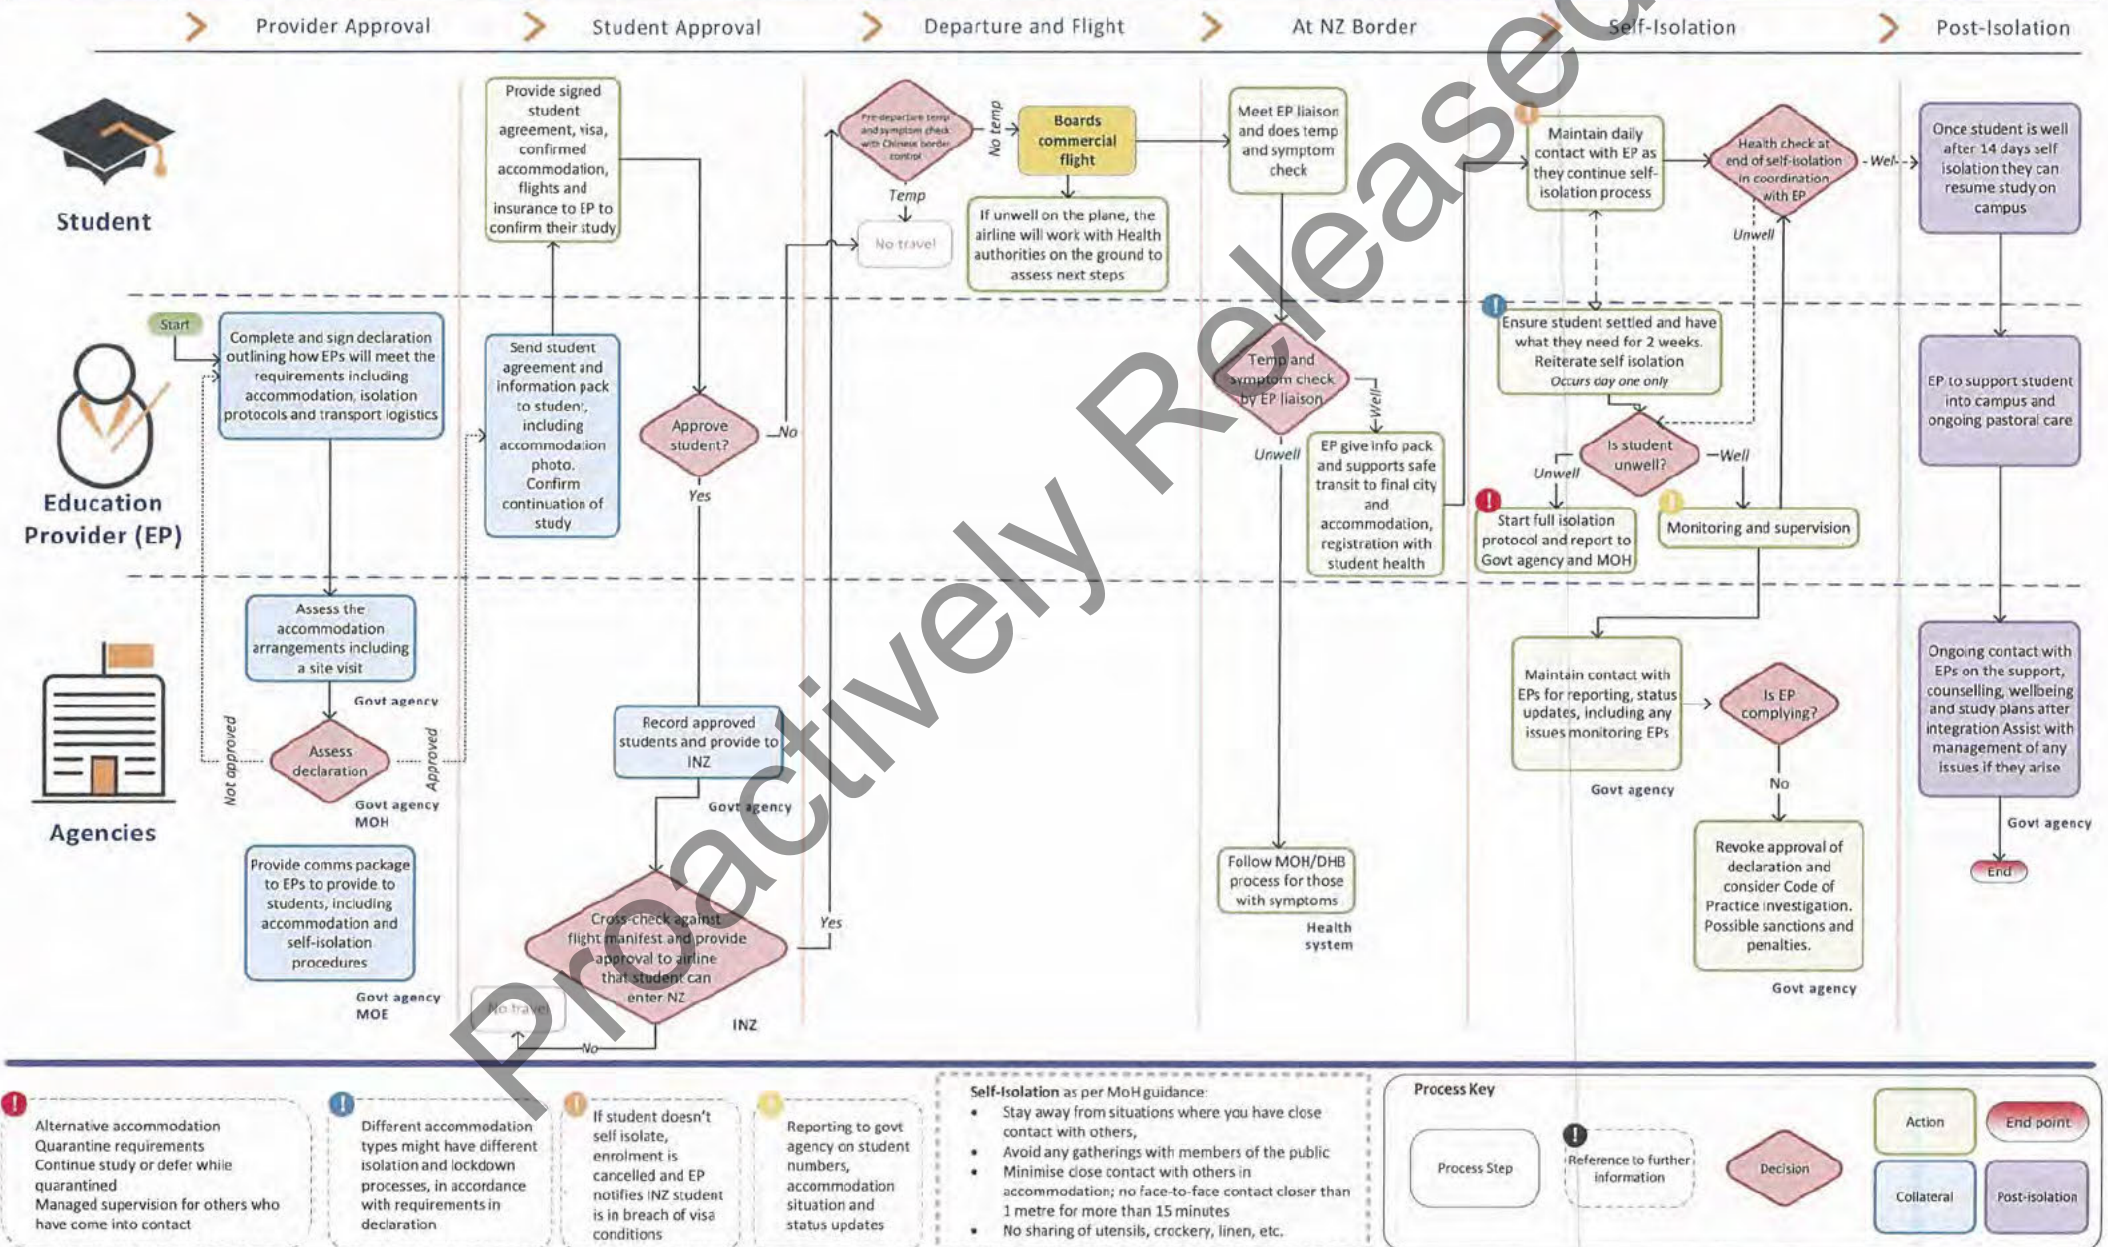 Provider Approval
Student Approval
Departure and Flight
At NZ Border
Self-Isolation
Post-Isolation
Student
Provide signed
student
agreement, visa,
confirmed
accommodation,
flights and
insurance to EP to
confirm their study
Pre-departure temp
and symptom check
with Chinese border
control
No temp
Temp
No travel
Boards
commercial
flight
If unwell on the plane, the
airline will work with Health
authorities on the ground to
assess next steps
Meet EP liaison
and does temp
and symptom
check
Maintain daily
contact with EP as
they continue self-
isolation process
Health check at
end of self-isolation
in coordination
with EP
Well
Unwell
Once student is well
after 14 days self
isolation they can
resume study on
campus
Education
Provider (EP)
Start
Complete and sign declaration
outlining how EPs will meet the
requirements including
accommodation, isolation
protocols and transport logistics
Send student
agreement and
information pack
to student,
including
accommodation
photo.
Confirm
continuation of
study
Approve
student?
No
Yes
Temp and
symptom check
by EP liaison
Well
Unwell
EP give info pack
and supports safe
transit to final city
and
accommodation,
registration with
student health
Ensure student settled and have
what they need for 2 weeks.
Reiterate self isolation
Occurs day one only
Is student
unwell?
Unwell
Well
Start full isolation
protocol and report to
Govt agency and MOH
Monitoring and supervision
EP to support student
into campus and
ongoing pastoral care
Agencies
Assess the
accommodation
arrangements including
a site visit
Govt agency
Assess
declaration
Not approved
Approved
Govt agency
MOH
Provide comms package
to EPs to provide to
students, including
accommodation and
self-isolation
procedures
Govt agency
MOE
Record approved
students and provide to
INZ
Govt agency
Cross-check against
flight manifest and provide
approval to airline
that student can
enter NZ
Yes
No travel
No
INZ
Follow MOH/DHB
process for those
with symptoms
Health
system
Maintain contact with
EPs for reporting, status
updates, including any
issues monitoring EPs
Govt agency
Is EP
complying?
No
Revoke approval of
declaration and
consider Code of
Practice investigation.
Possible sanctions and
penalties.
Govt agency
Ongoing contact with
EPs on the support,
counselling, wellbeing
and study plans after
integration Assist with
management of any
issues if they arise
Govt agency
End
Proactively Released
Alternative accommodation
Quarantine requirements
Continue study or defer while
quarantined
Managed supervision for others who
have come into contact
Different accommodation
types might have different
isolation and lockdown
processes, in accordance
with requirements in
declaration
If student doesn't
self isolate,
enrolment is
cancelled and EP
notifies INZ student
is in breach of visa
conditions
Reporting to govt
agency on student
numbers,
accommodation
situation and
status updates
Self-Isolation as per MoH guidance:
• Stay away from situations where you have close
contact with others,
• Avoid any gatherings with members of the public
• Minimise close contact with others in
accommodation; no face-to-face contact closer than
1 metre for more than 15 minutes
• No sharing of utensils, crockery, linen, etc.
Process Key
Process Step
Reference to further
information
Decision
Action
End point
Collateral
Post-isolation